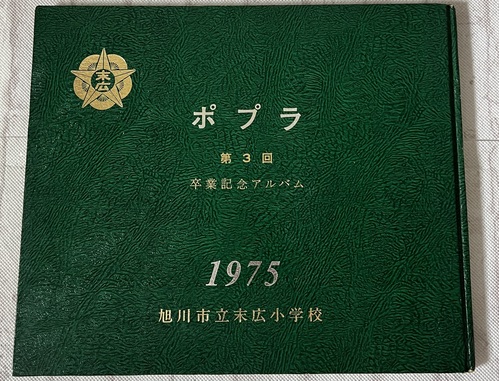 末広
ポプラ
第3回
卒業記念アルバム
1975
旭川市立末広小学校